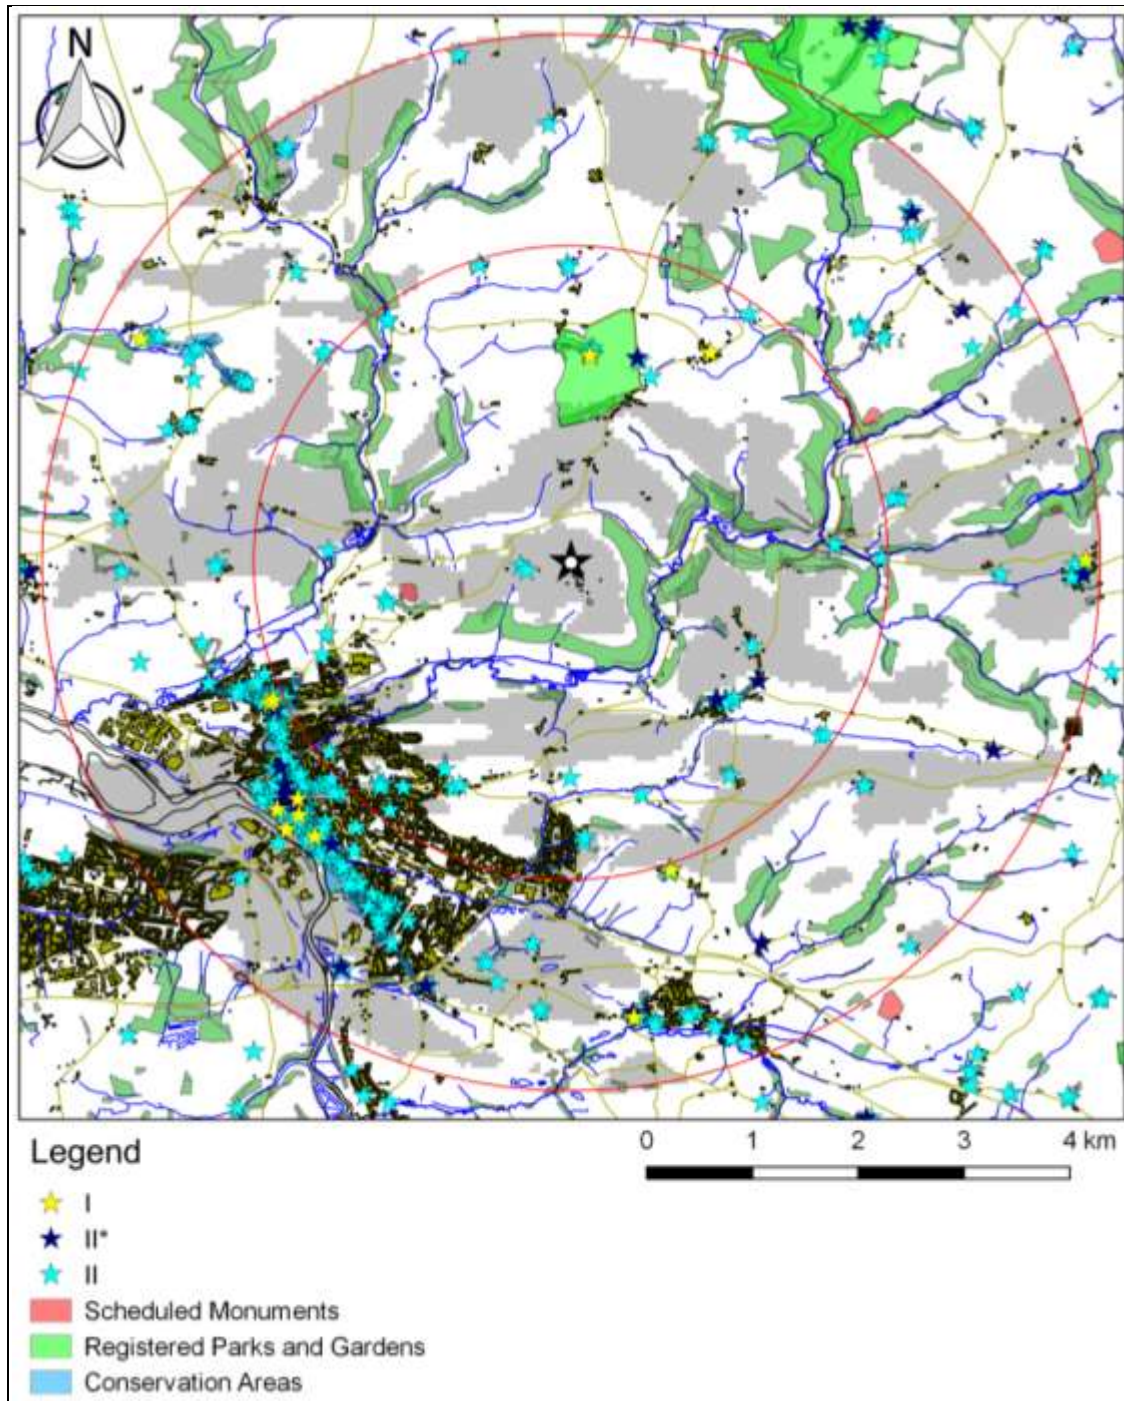 N
0 1 2 3 4 km
Legend
I
II*
II
Scheduled Monuments
Registered Parks and Gardens
Conservation Areas